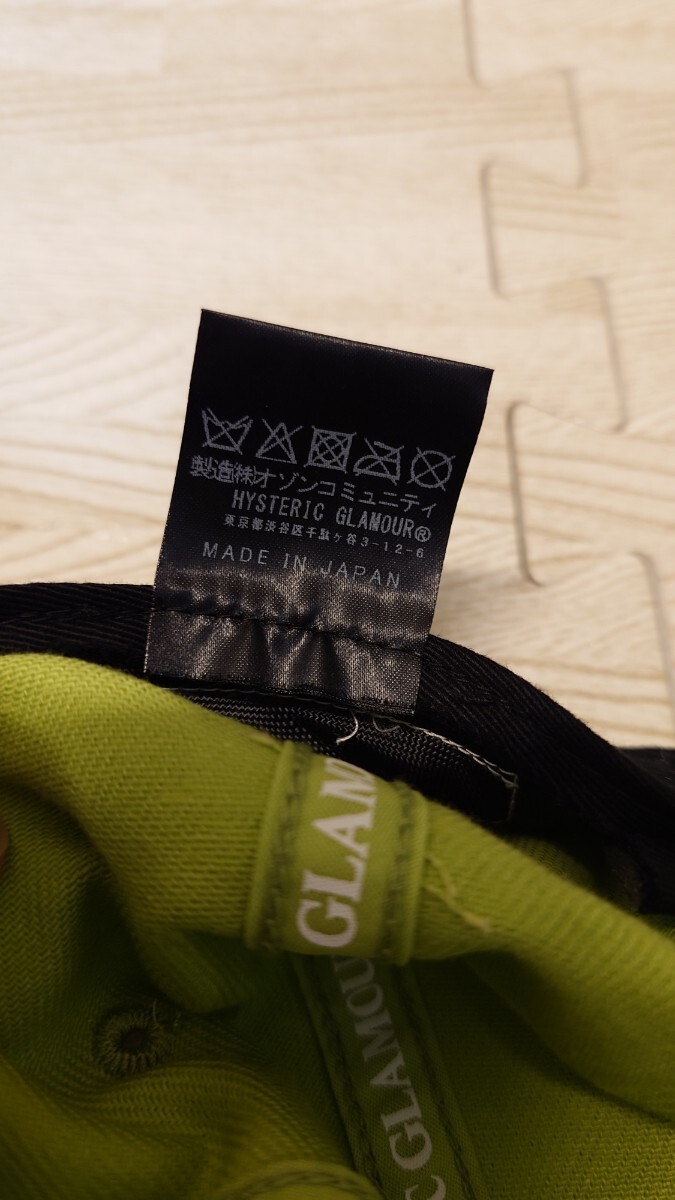 製造㈱オゾンコミュニティ
HYSTERIC GLAMOUR®
東京都渋谷区千駄ヶ谷3-12-6
MADE IN JAPAN
GLAM
C GLAMOU